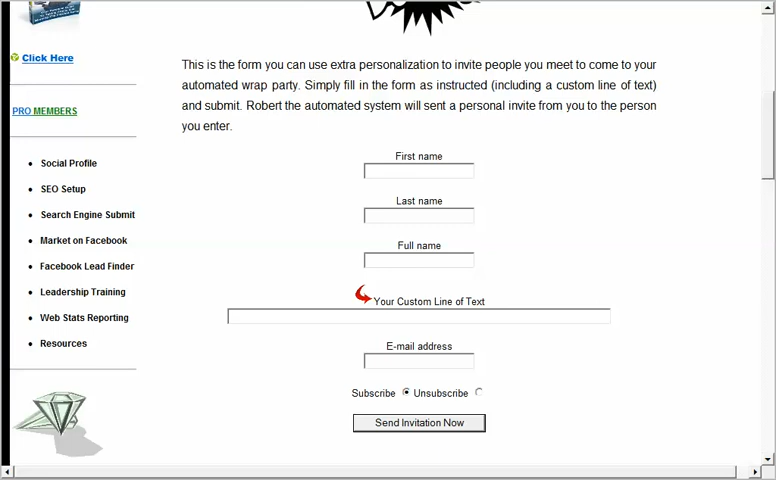 Click Here
PRO MEMBERS
Social Profile
SEO Setup
Search Engine Submit
Market on Facebook
Facebook Lead Finder
Leadership Training
Web Stats Reporting
Resources
This is the form you can use extra personalization to invite people you meet to come to your
automated wrap party. Simply fill in the form as instructed (including a custom line of text)
and submit. Robert the automated system will sent a personal invite from you to the person
you enter.
First name
Last name
Full name
Your Custom Line of Text
E-mail address
Subscribe Unsubscribe
Send Invitation Now